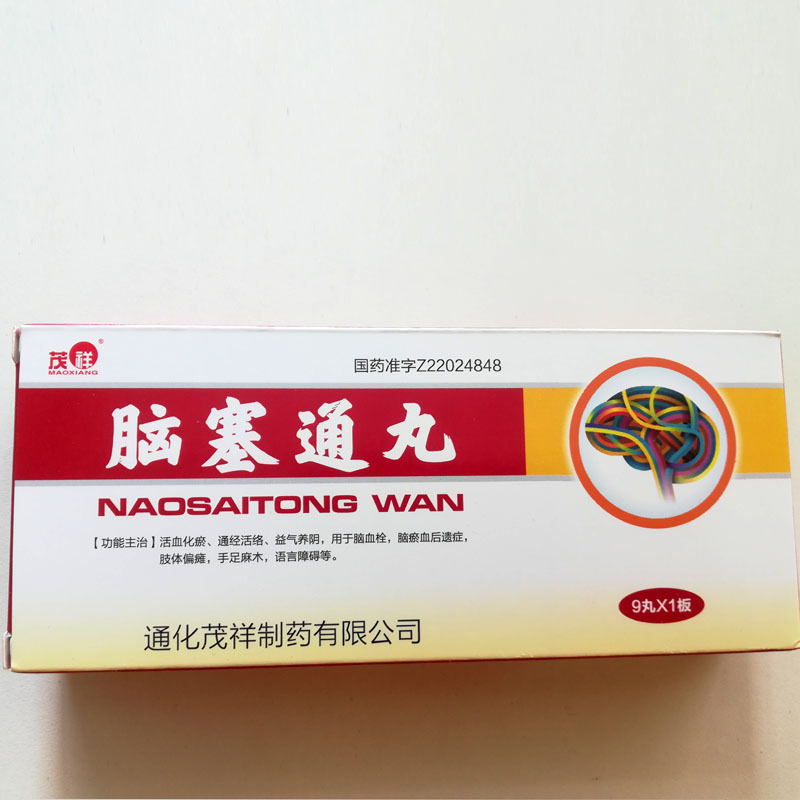 茂祥®
MAOXIANG
国药准字Z22024848
脑塞通丸
NAOSAITONG WAN
【功能主治】活血化瘀、通经活络、益气养阴，用于脑血栓，脑瘀血后遗症，
肢体偏瘫，手足麻木，语言障碍等。
9丸X1板
通化茂祥制药有限公司